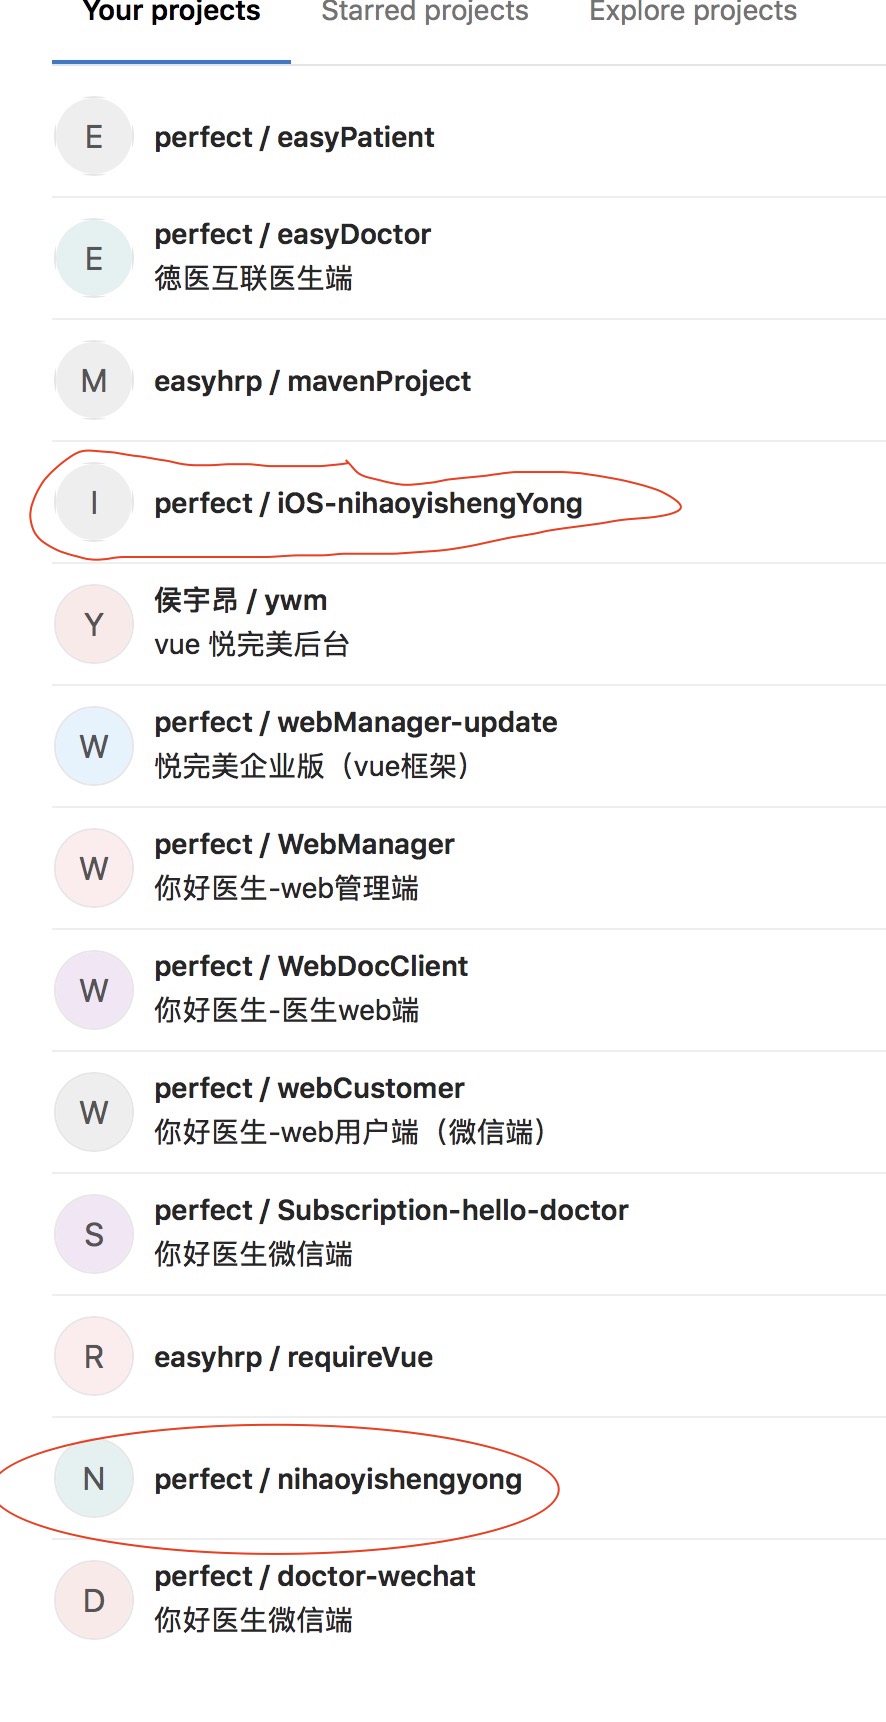 Your projects Starred projects Explore projects
E
perfect / easyPatient
E
perfect / easyDoctor
德医互联医生端
M
easyhrp / mavenProject
I
perfect / iOS-nihaoyishengYong
Y
侯宇昂 / ywm
vue 悦完美后台
W
perfect / webManager-update
悦完美企业版（vue框架）
W
perfect / WebManager
你好医生-web管理端
W
perfect / WebDocClient
你好医生-医生web端
W
perfect / webCustomer
你好医生-web用户端（微信端）
S
perfect / Subscription-hello-doctor
你好医生微信端
R
easyhrp / requireVue
N
perfect / nihaoyishengyong
D
perfect / doctor-wechat
你好医生微信端